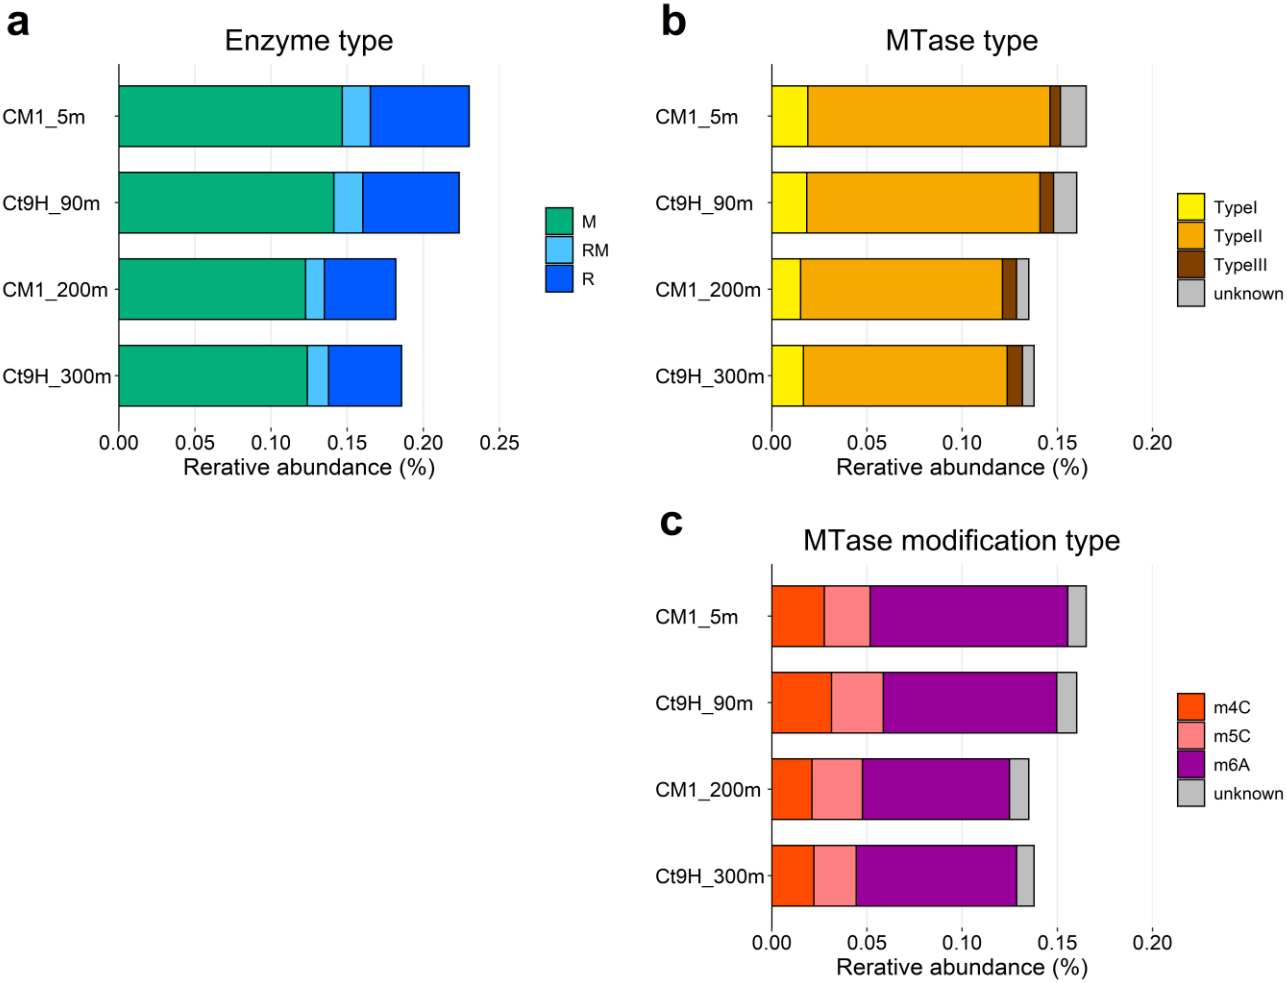 a
Enzyme type
CM1_5m
Ct9H_90m
CM1_200m
Ct9H_300m
0.00 0.05 0.10 0.15 0.20 0.25
Rerative abundance (%)
M
RM
R
b
MTase type
CM1_5m
Ct9H_90m
CM1_200m
Ct9H_300m
0.00 0.05 0.10 0.15 0.20
Rerative abundance (%)
TypeI
TypeII
TypeIII
unknown
c
MTase modification type
CM1_5m
Ct9H_90m
CM1_200m
Ct9H_300m
0.00 0.05 0.10 0.15 0.20
Rerative abundance (%)
m4C
m5C
m6A
unknown